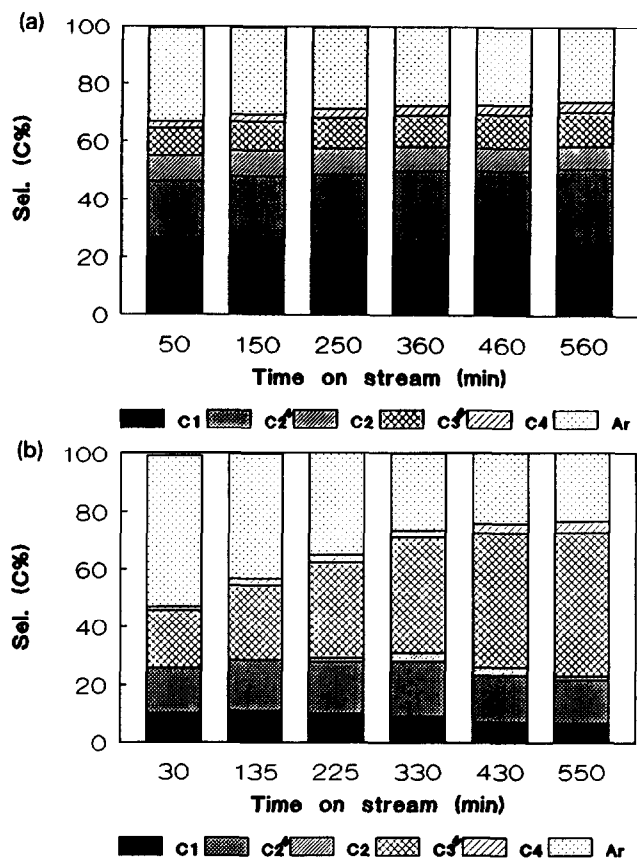 (a)
100
80
60
40
20
0
Sel. (C%)
50 150 250 360 460 560
Time on stream (min)
C1 C2" C2 C3" C4 Ar
(b)
100
80
60
40
20
0
Sel. (C%)
30 135 225 330 430 550
Time on stream (min)
C1 C2" C2 C3" C4 Ar